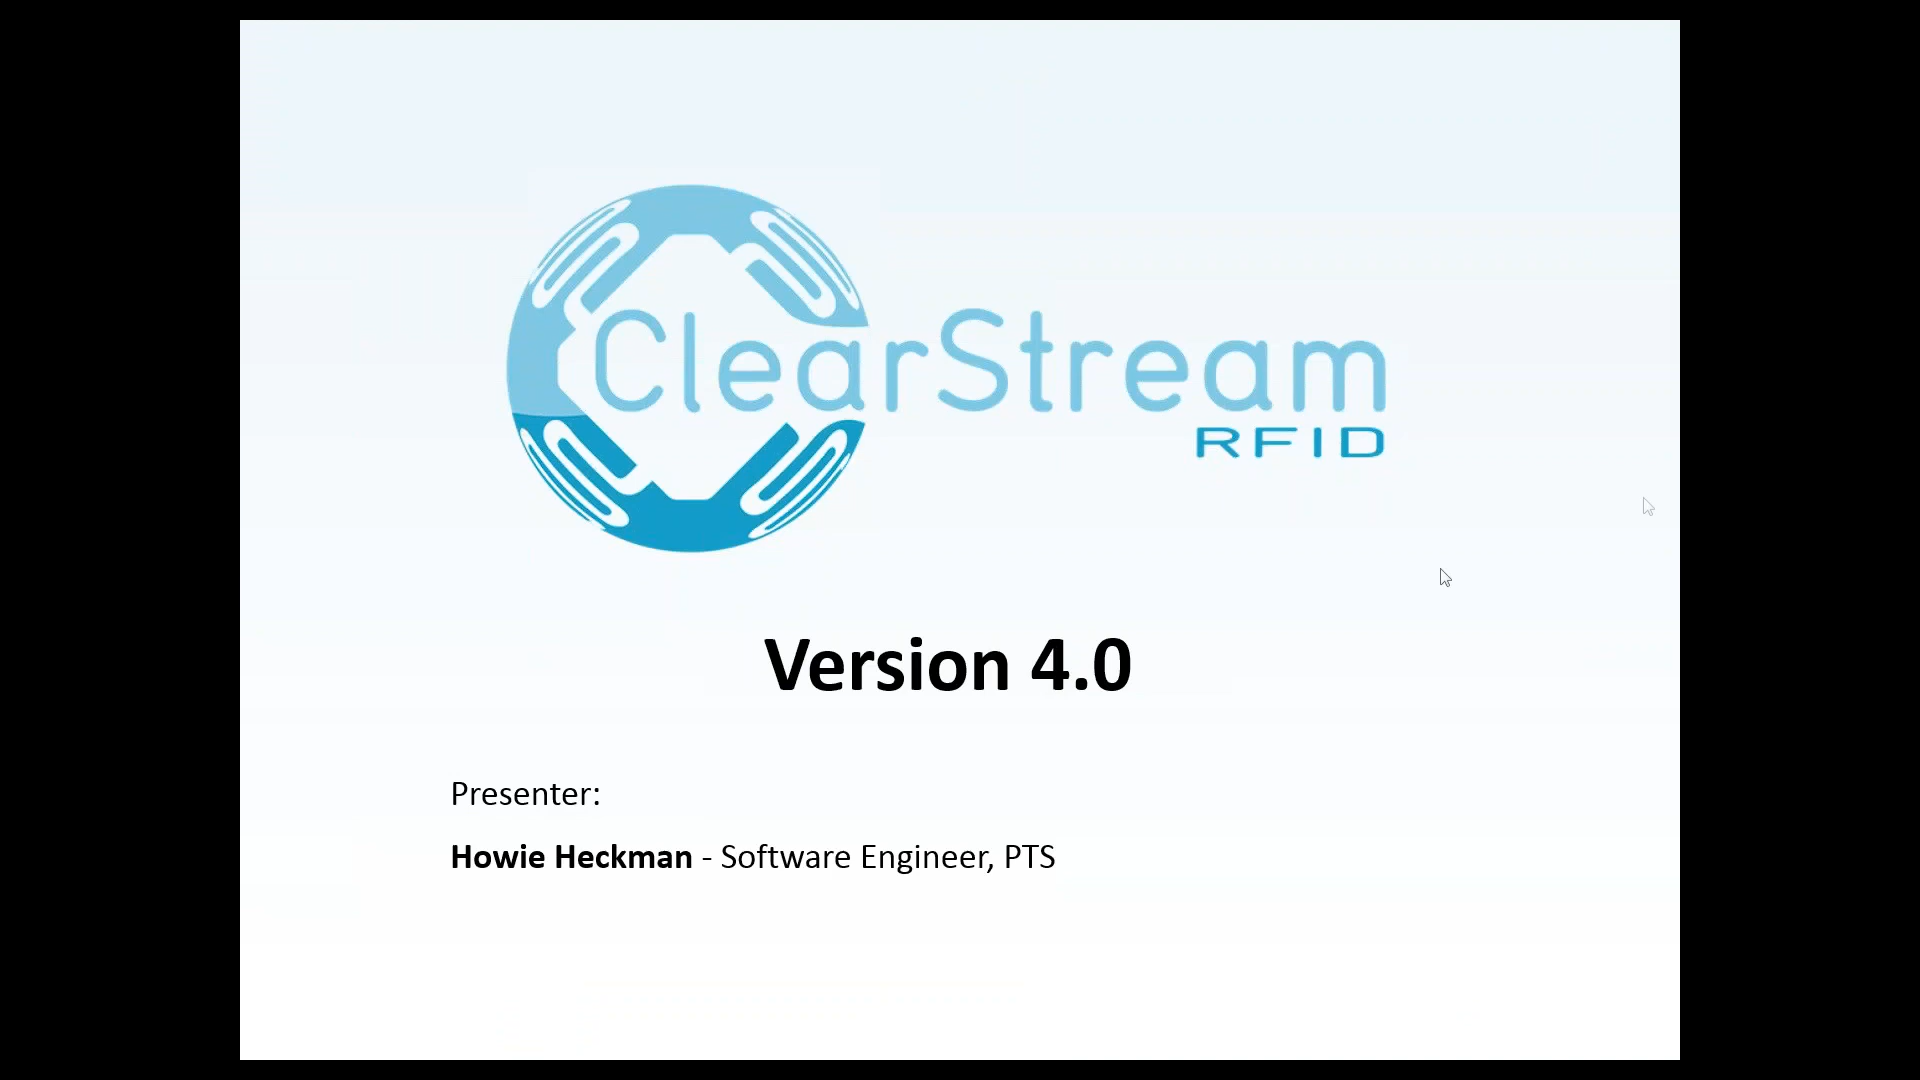 ClearStream
RFID
Version 4.0
Presenter:
Howie Heckman - Software Engineer, PTS